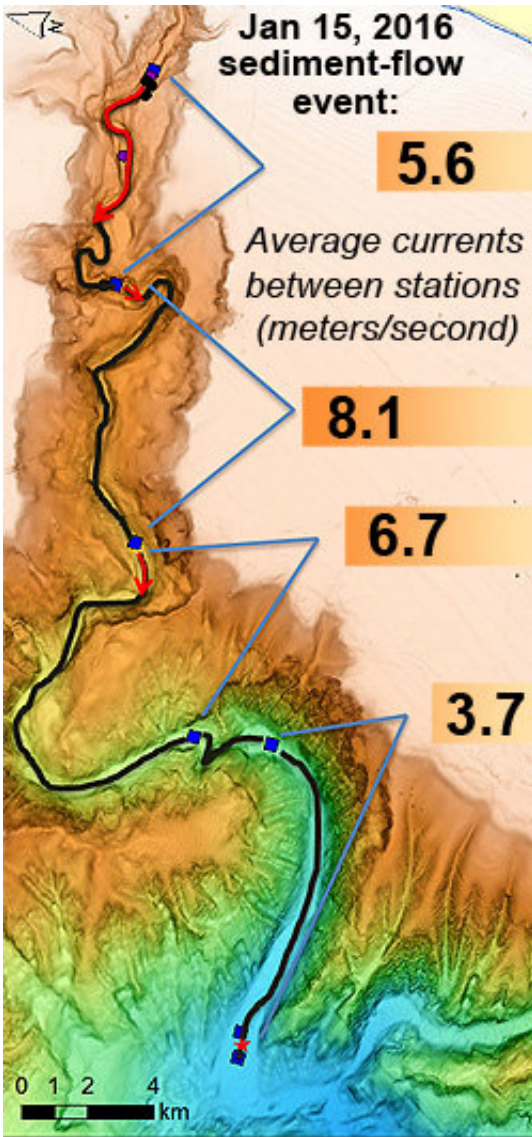 N
Jan 15, 2016
sediment-flow
event:
5.6
Average currents
between stations
(meters/second)
8.1
6.7
3.7
0 1 2 4
km